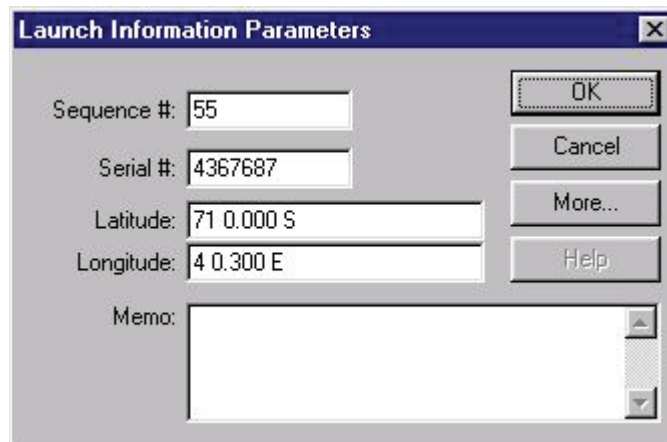 Launch Information Parameters
Sequence #: 55
OK
Serial #: 4367687
Cancel
Latitude: 71 0.000 S
More...
Longitude: 4 0.300 E
Help
Memo: